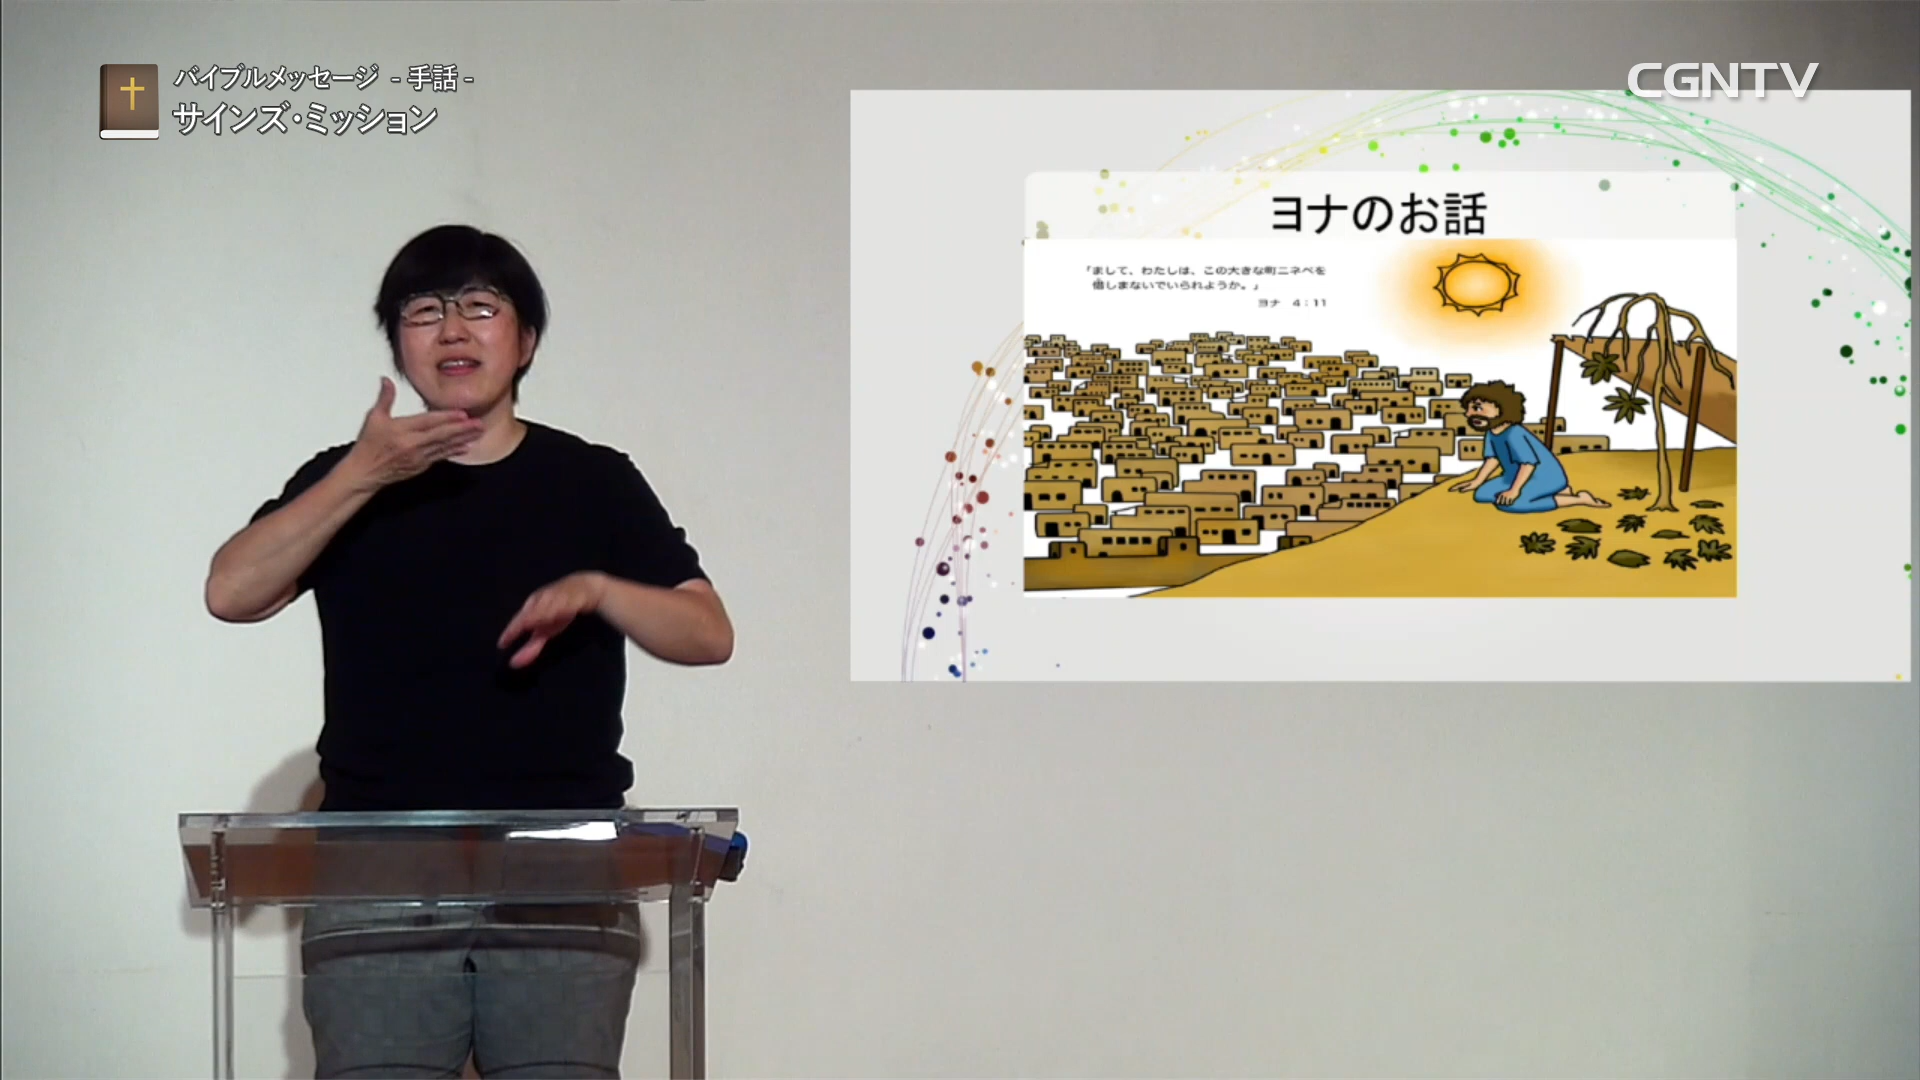 バイブルメッセージ - 手話 -
サインズ・ミッション
CGNTV
ヨナのお話
「まして、わたしは、この大きな町ニネベを
惜しまないでいられようか。」
ヨナ 4:11